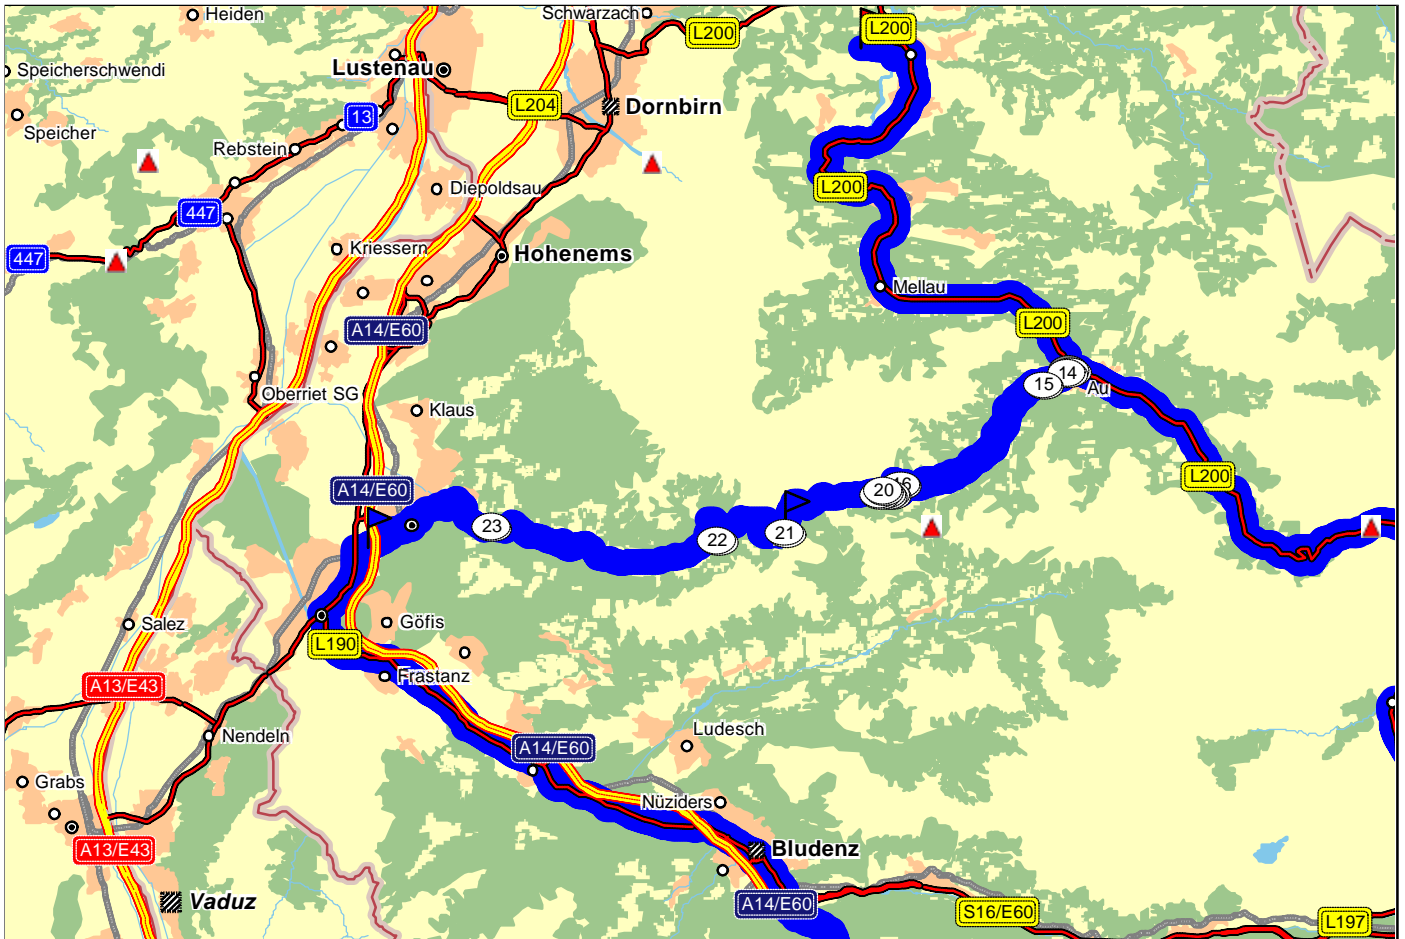 Heiden
Schwarzach
L200
L200
Speicherschwendi
Lustenau
L204
Dornbirn
13
Speicher
Rebstein
Diepoldsau
L200
447
447
Kriessern
Hohenems
Mellau
A14/E60
L200
Oberriet SG
Klaus
14
15
Au
A14/E60
L200
16
20
23
22
21
Salez
Göfis
L190
Frastanz
A13/E43
Nendeln
Ludesch
A14/E60
Grabs
Nüziders
A13/E43
Bludenz
Vaduz
A14/E60
S16/E60
L197